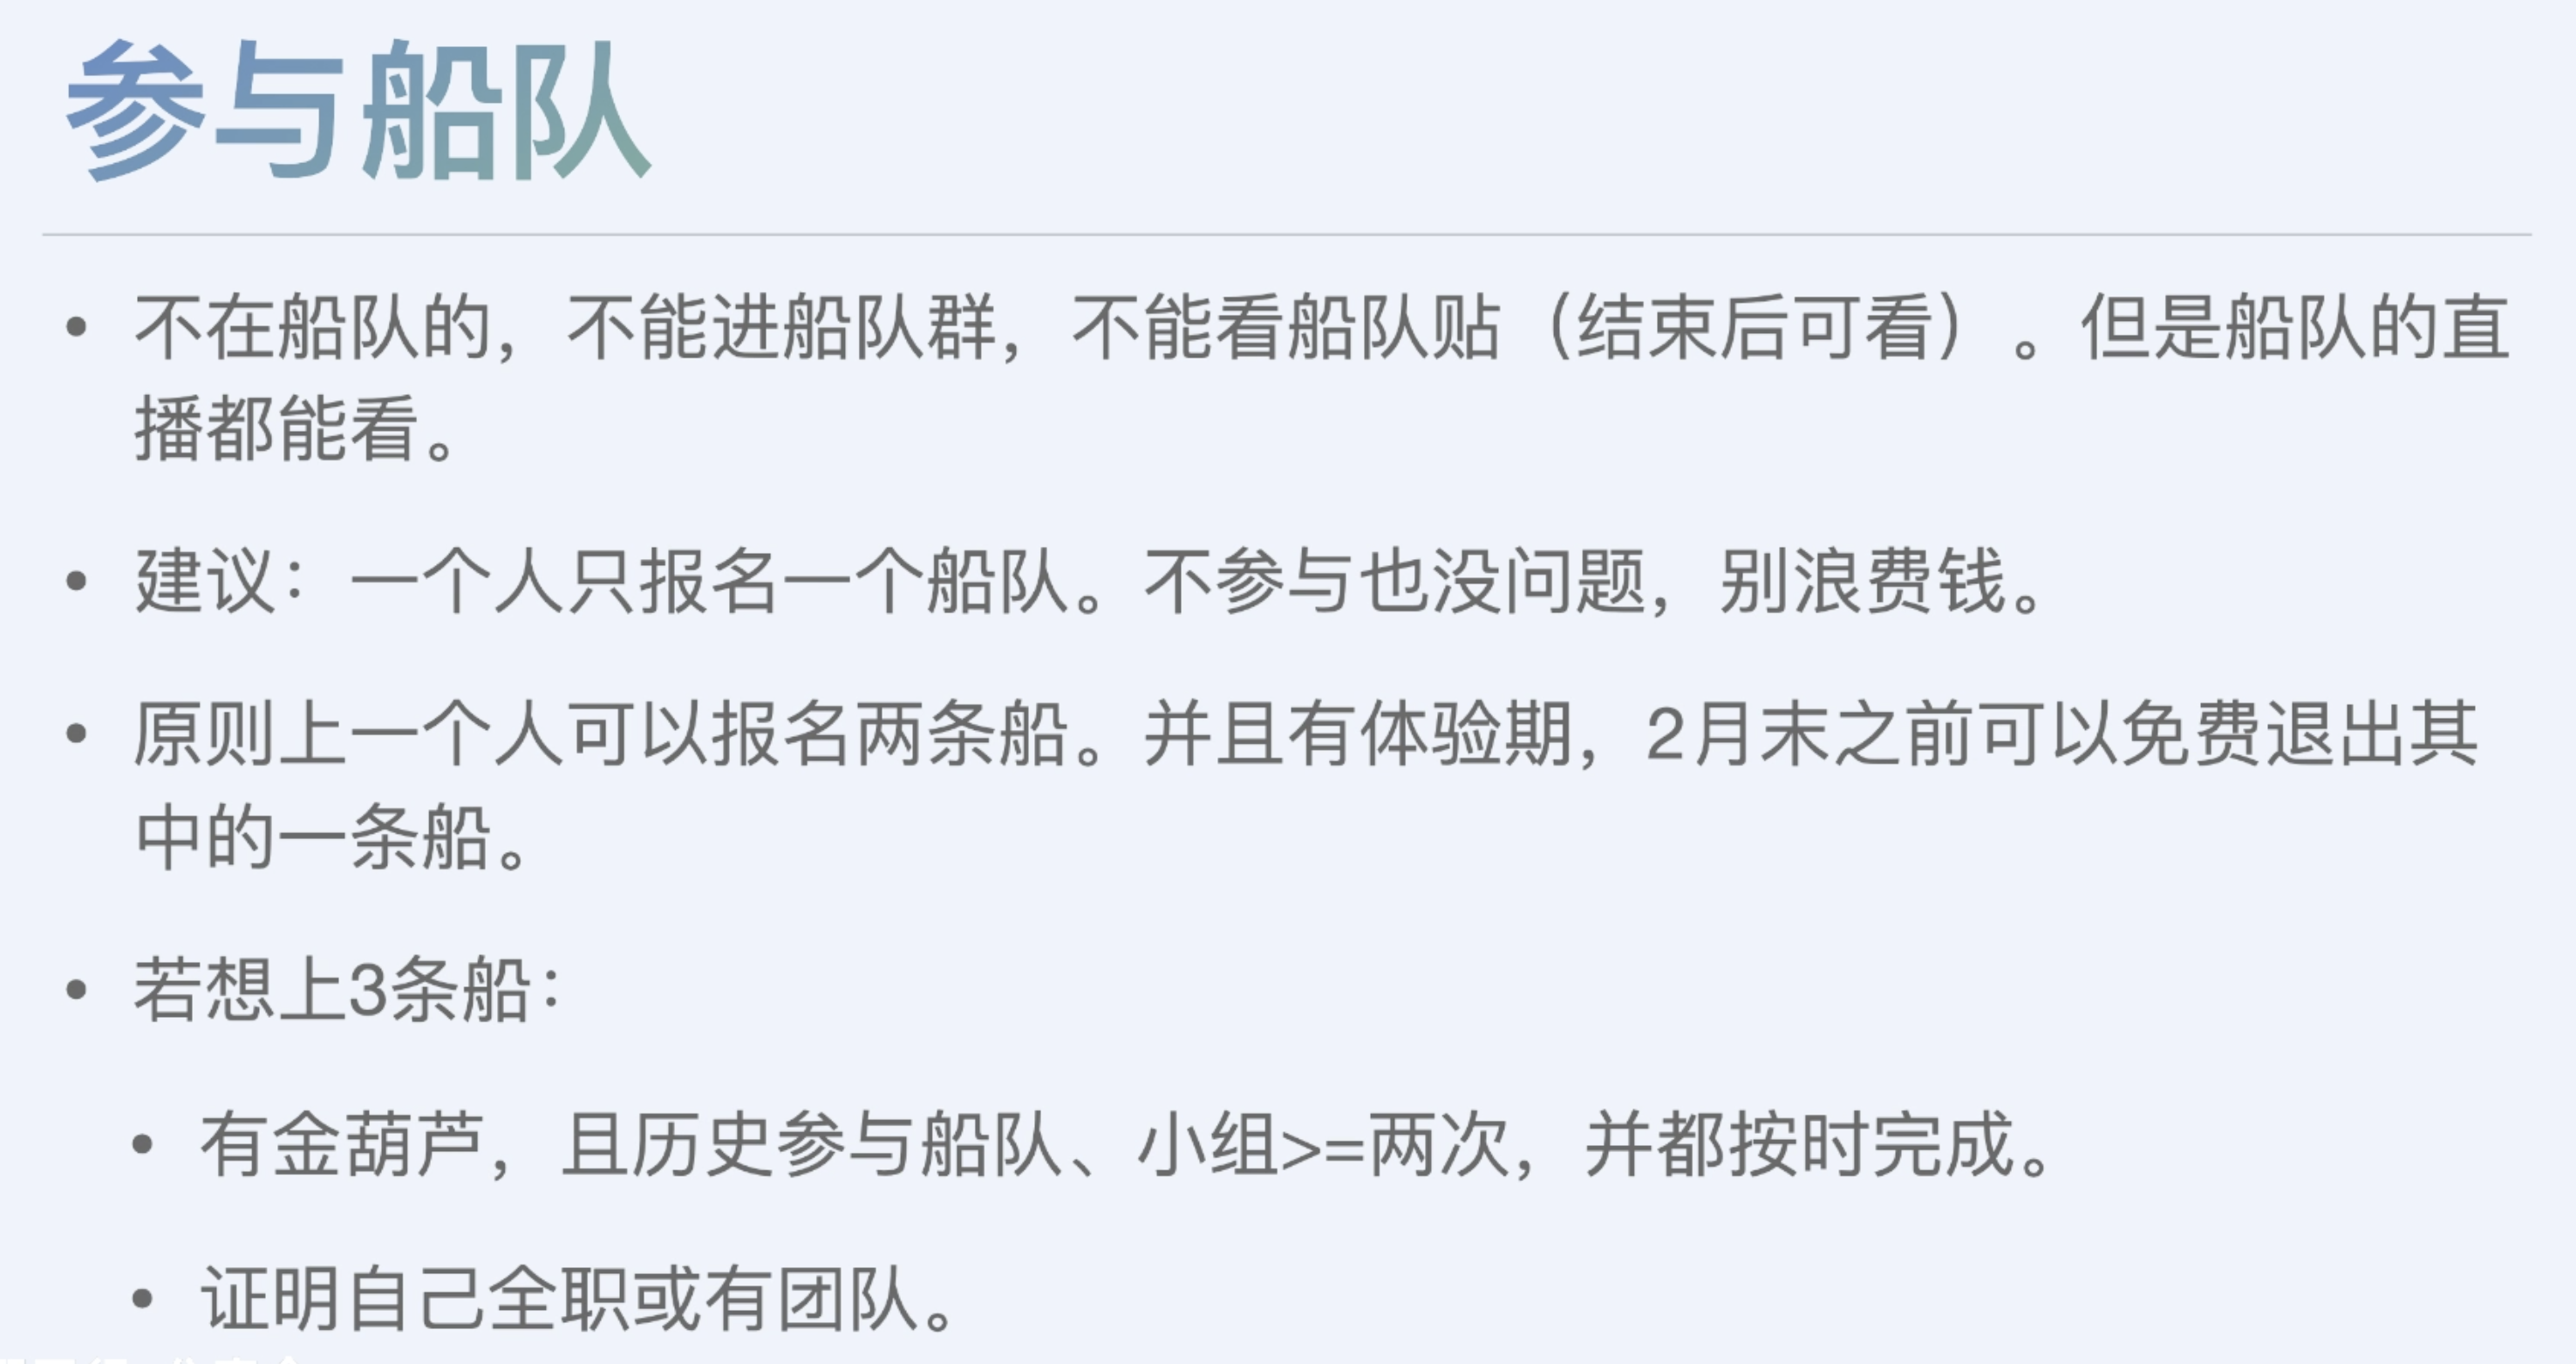 参与船队
• 不在船队的，不能进船队群，不能看船队贴（结束后可看）。但是船队的直
播都能看。
• 建议：一个人只报名一个船队。不参与也没问题，别浪费钱。
• 原则上一个人可以报名两条船。并且有体验期，2月末之前可以免费退出其
中的一条船。
• 若想上3条船：
• 有金葫芦，且历史参与船队、小组>=两次，并都按时完成。
• 证明自己全职或有团队。